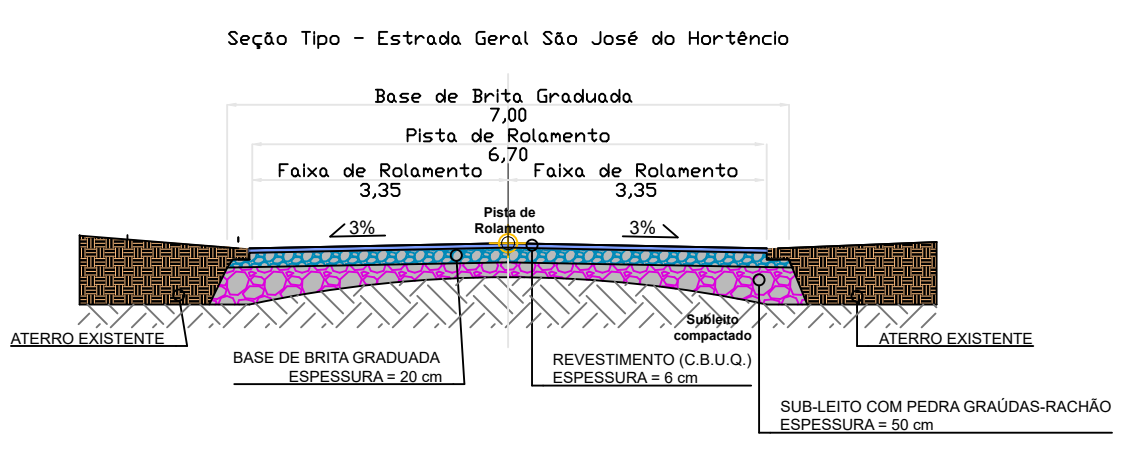 Seção Tipo - Estrada Geral São José do Hortêncio
Base de Brita Graduada
7,00
Pista de Rolamento
6,70
Faixa de Rolamento
3,35
Faixa de Rolamento
3,35
3%
Pista de
Rolamento
3%
Subleito
compactado
ATERRO EXISTENTE
ATERRO EXISTENTE
BASE DE BRITA GRADUADA
ESPESSURA = 20 cm
REVESTIMENTO (C.B.U.Q.)
ESPESSURA = 6 cm
SUB-LEITO COM PEDRA GRAÚDAS-RACHÃO
ESPESSURA = 50 cm